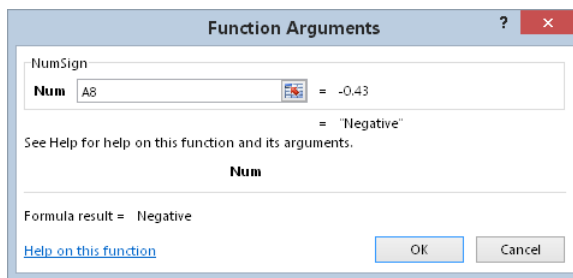 Function Arguments ? ×
NumSign
Num A8 = -0.43
= "Negative"
See Help for help on this function and its arguments.
Num
Formula result = Negative
Help on this function OK Cancel